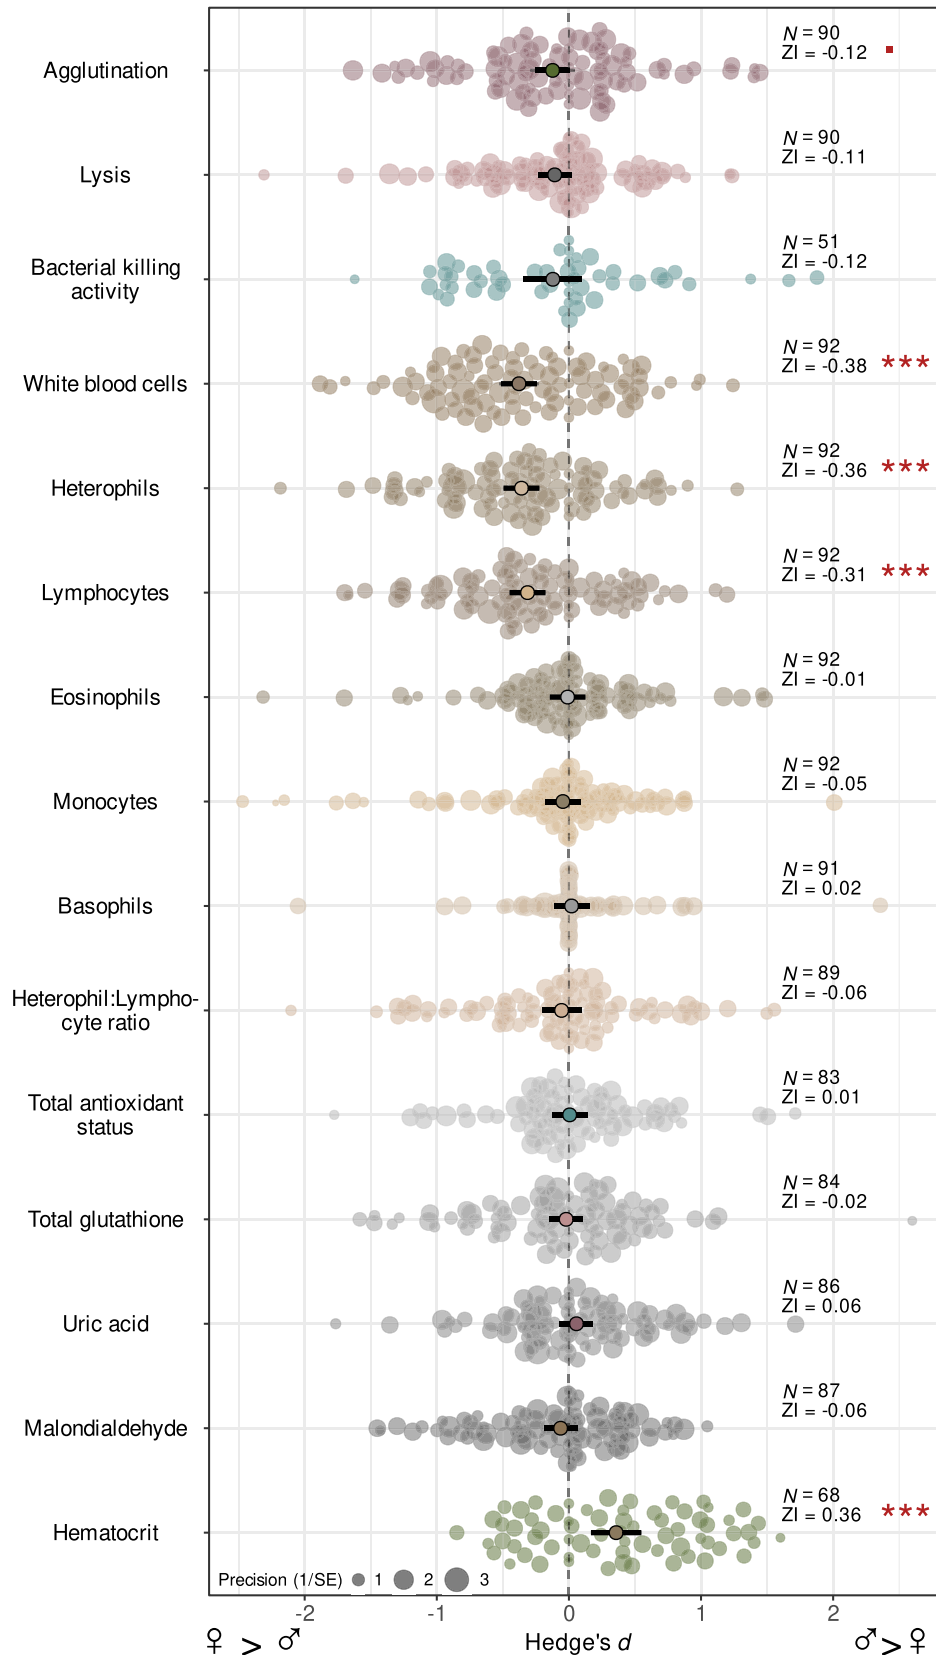 Agglutination
N = 90
ZI = -0.12
Lysis
N = 90
ZI = -0.11
Bacterial killing
activity
N = 51
ZI = -0.12
White blood cells
N = 92
ZI = -0.38 ***
Heterophils
N = 92
ZI = -0.36 ***
Lymphocytes
N = 92
ZI = -0.31 ***
Eosinophils
N = 92
ZI = -0.01
Monocytes
N = 92
ZI = -0.05
Basophils
N = 91
ZI = 0.02
Heterophil:Lympho-
cyte ratio
N = 89
ZI = -0.06
Total antioxidant
status
N = 83
ZI = 0.01
Total glutathione
N = 84
ZI = -0.02
Uric acid
N = 86
ZI = 0.06
Malondialdehyde
N = 87
ZI = -0.06
Hematocrit
N = 68
ZI = 0.36 ***
Precision (1/SE) 1 2 3
-2 -1 0 1 2
♀ > ♂ Hedge's d ♂ > ♀